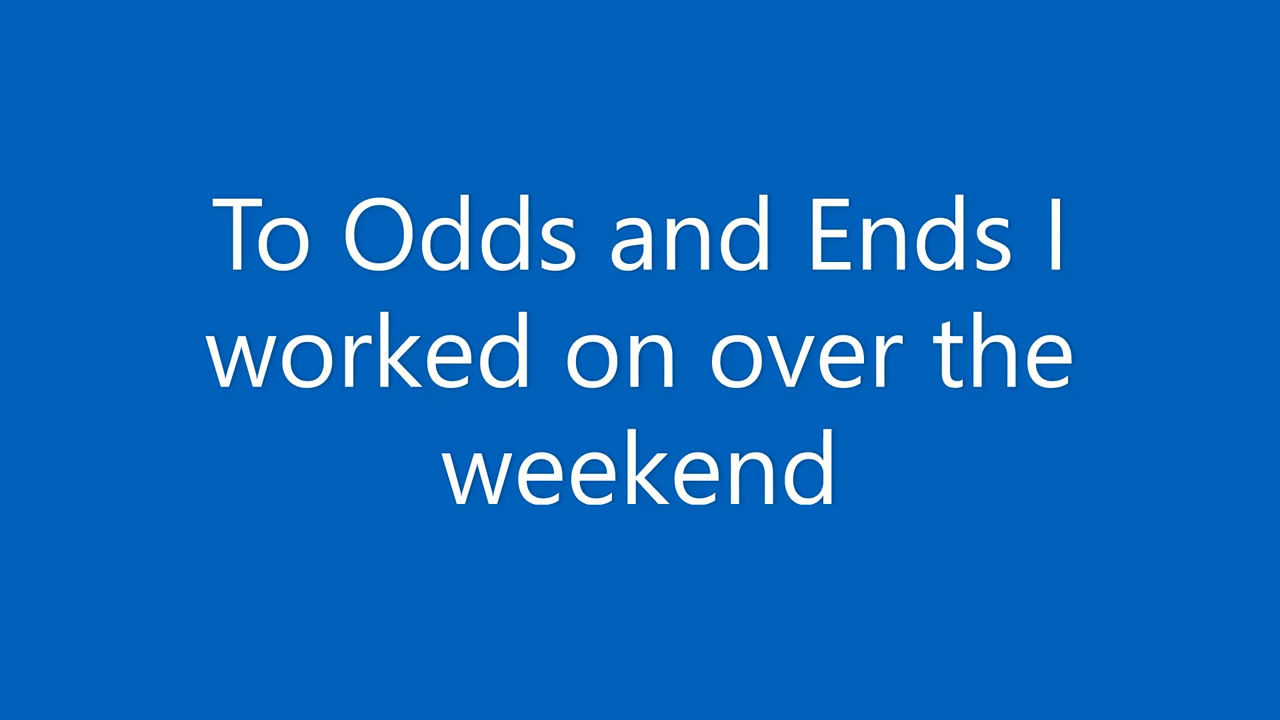 To Odds and Ends I
worked on over the
weekend